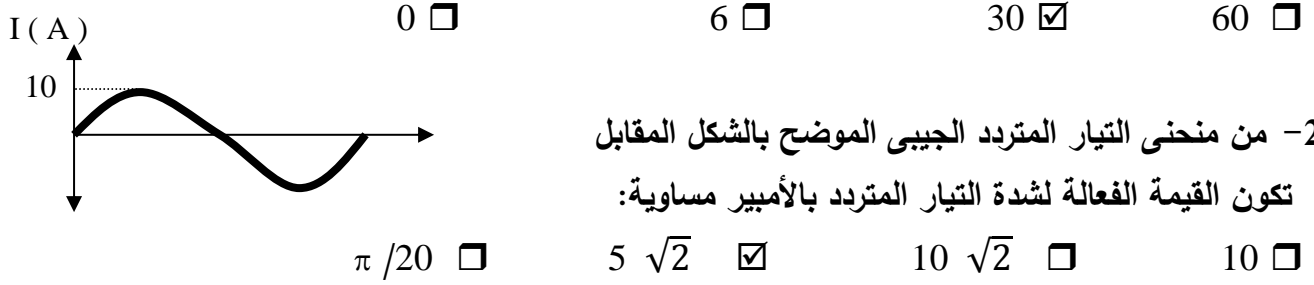 60 ☐ 30 ☑ 6 ☐ 0 ☐
I ( A )
10
2- من منحنى التيار المتردد الجيبى الموضح بالشكل المقابل
تكون القيمة الفعالة لشدة التيار المتردد بالأمبير مساوية:
10 ☐ 10 √2 ☐ 5 √2 ☑ π /20 ☐